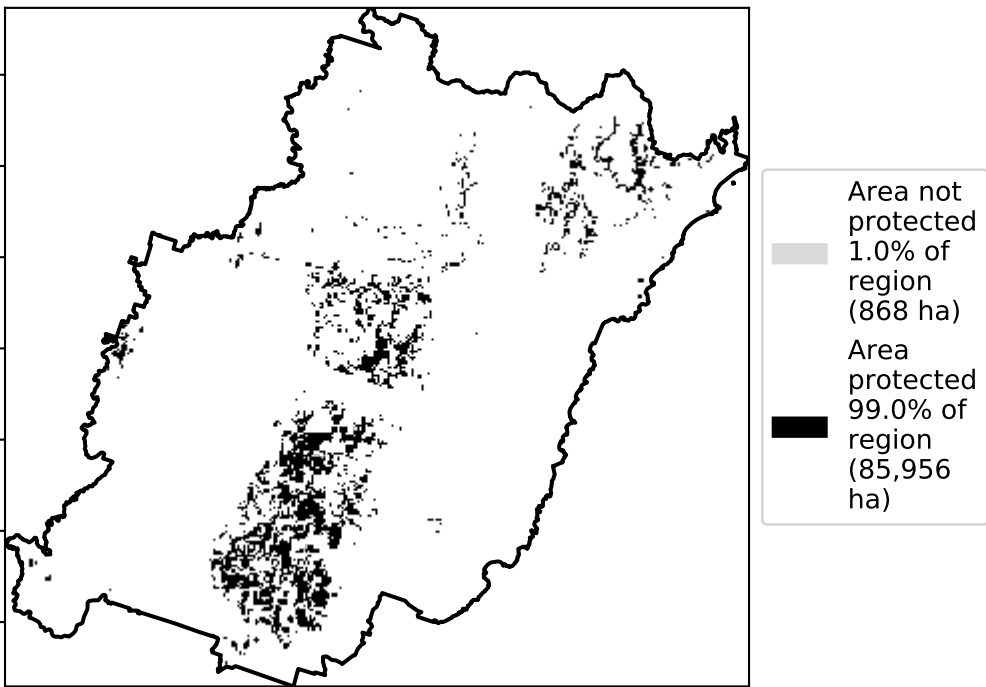 Area not
protected
1.0% of
region
(868 ha)
Area
protected
99.0% of
region
(85,956
ha)